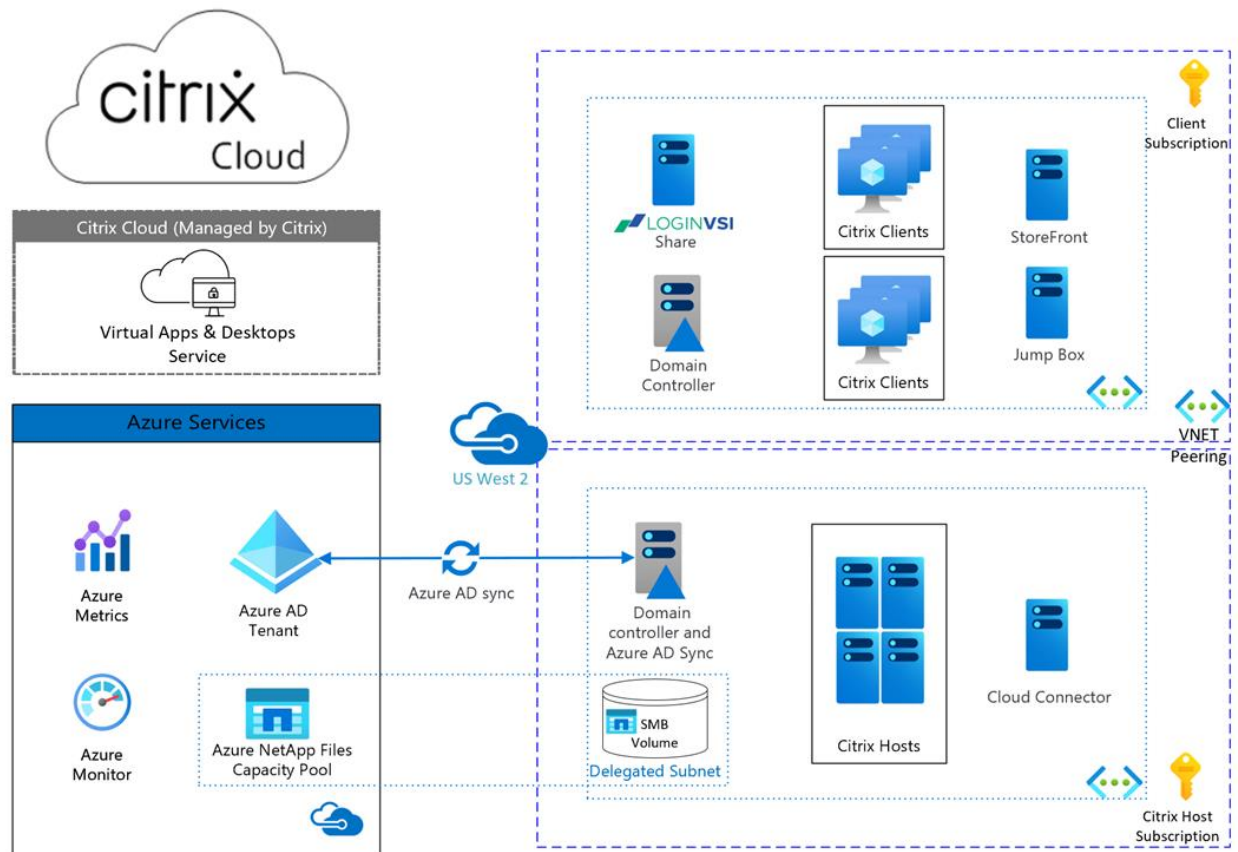 citrix
Cloud
Citrix Cloud (Managed by Citrix)
Virtual Apps & Desktops
Service
Azure Services
Azure
Metrics
Azure AD
Tenant
Azure
Monitor
Azure NetApp Files
Capacity Pool
Azure AD sync
US West 2
LOGINVSI
Share
Citrix Clients
StoreFront
Domain
Controller
Citrix Clients
Jump Box
Client
Subscription
VNET
Peering
Domain
controller and
Azure AD Sync
SMB
Volume
Delegated Subnet
Citrix Hosts
Cloud Connector
Citrix Host
Subscription